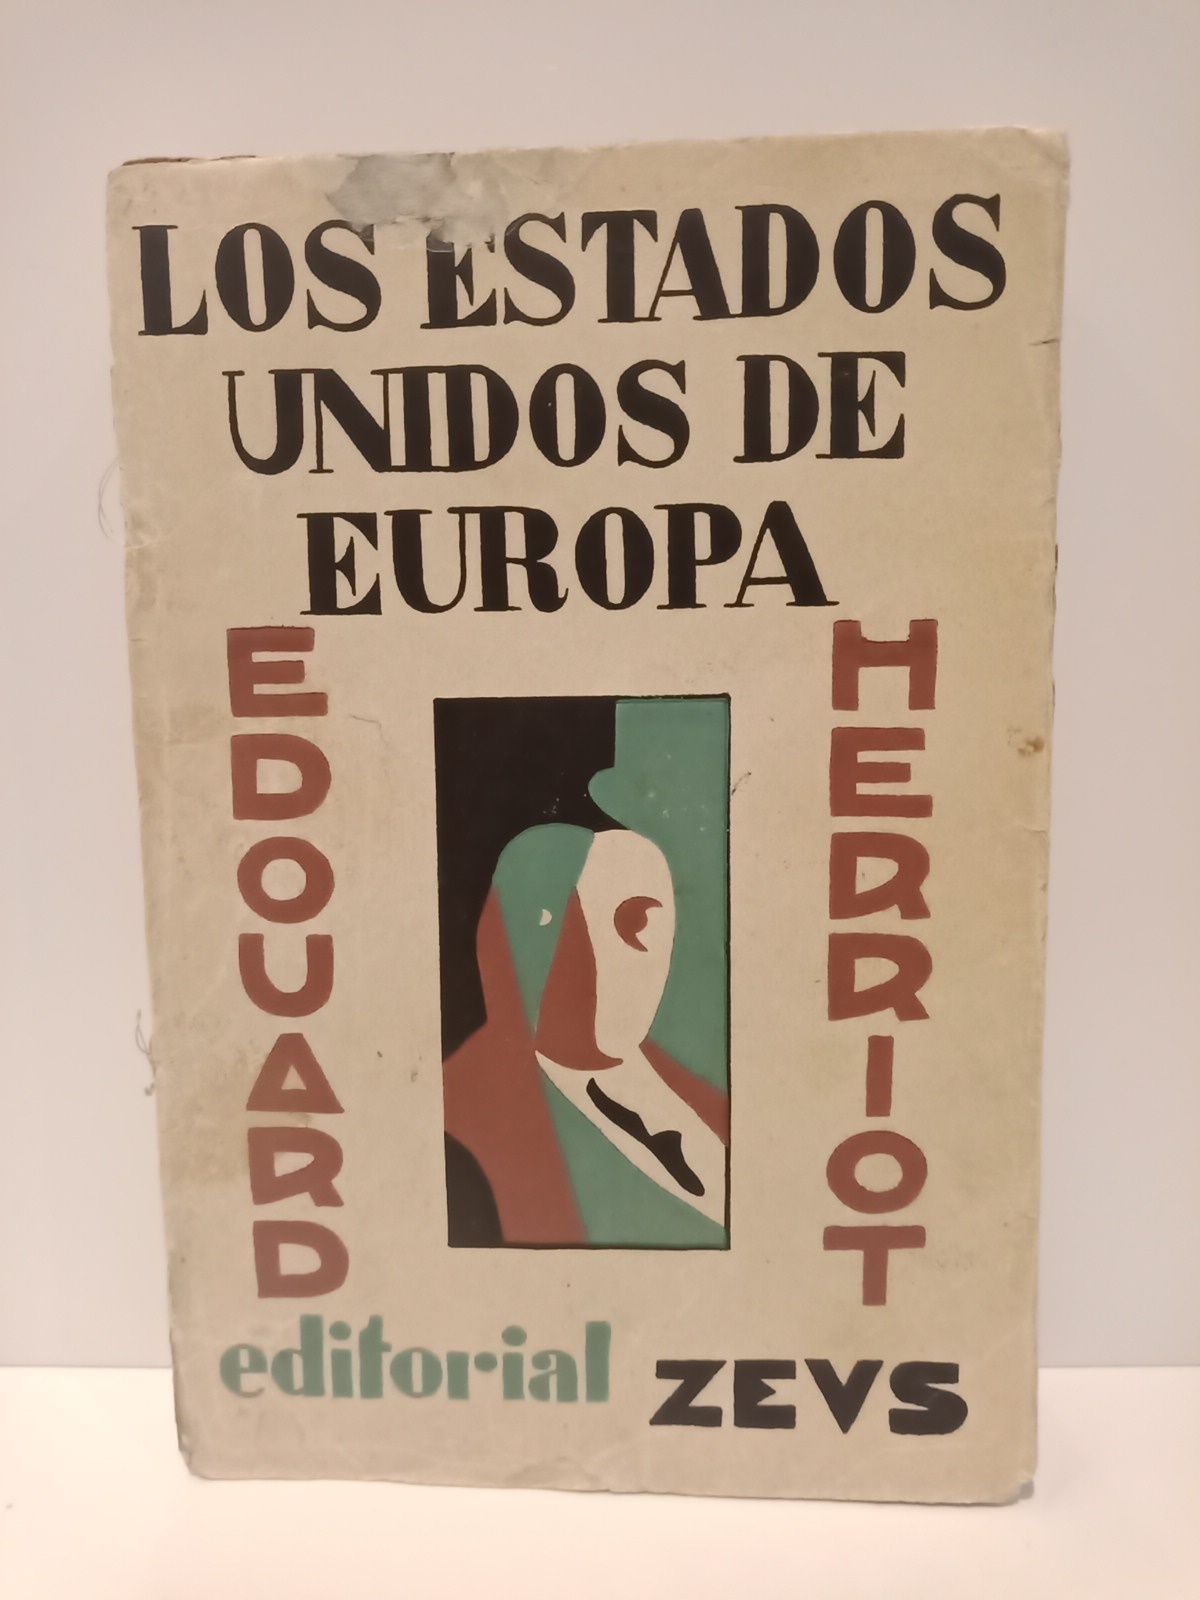 LOS ESTADOS
UNIDOS DE
EUROPA
EDOUARD
HERRIOT
editorial ZEVS